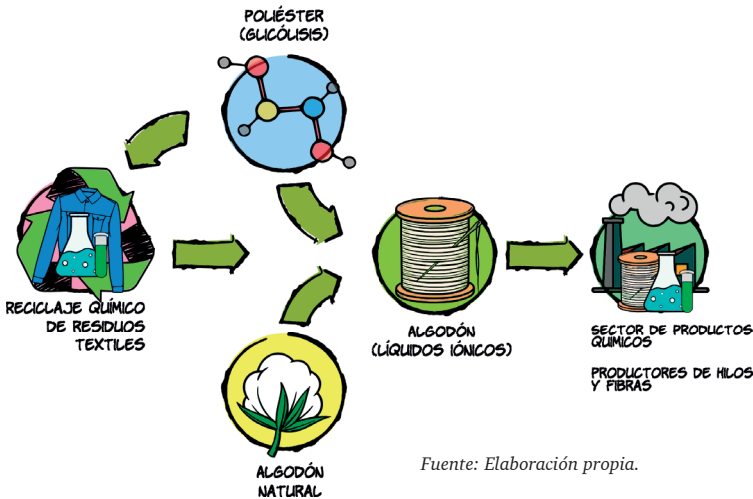 POLIÉSTER
(GLICÓLISIS)
RECICLAJE QUÍMICO
DE RESIDUOS
TEXTILES
ALGODÓN
(LÍQUIDOS IÓNICOS)
SECTOR DE PRODUCTOS
QUÍMICOS
PRODUCTORES DE HILOS
Y FIBRAS
ALGODÓN
NATURAL
Fuente: Elaboración propia.